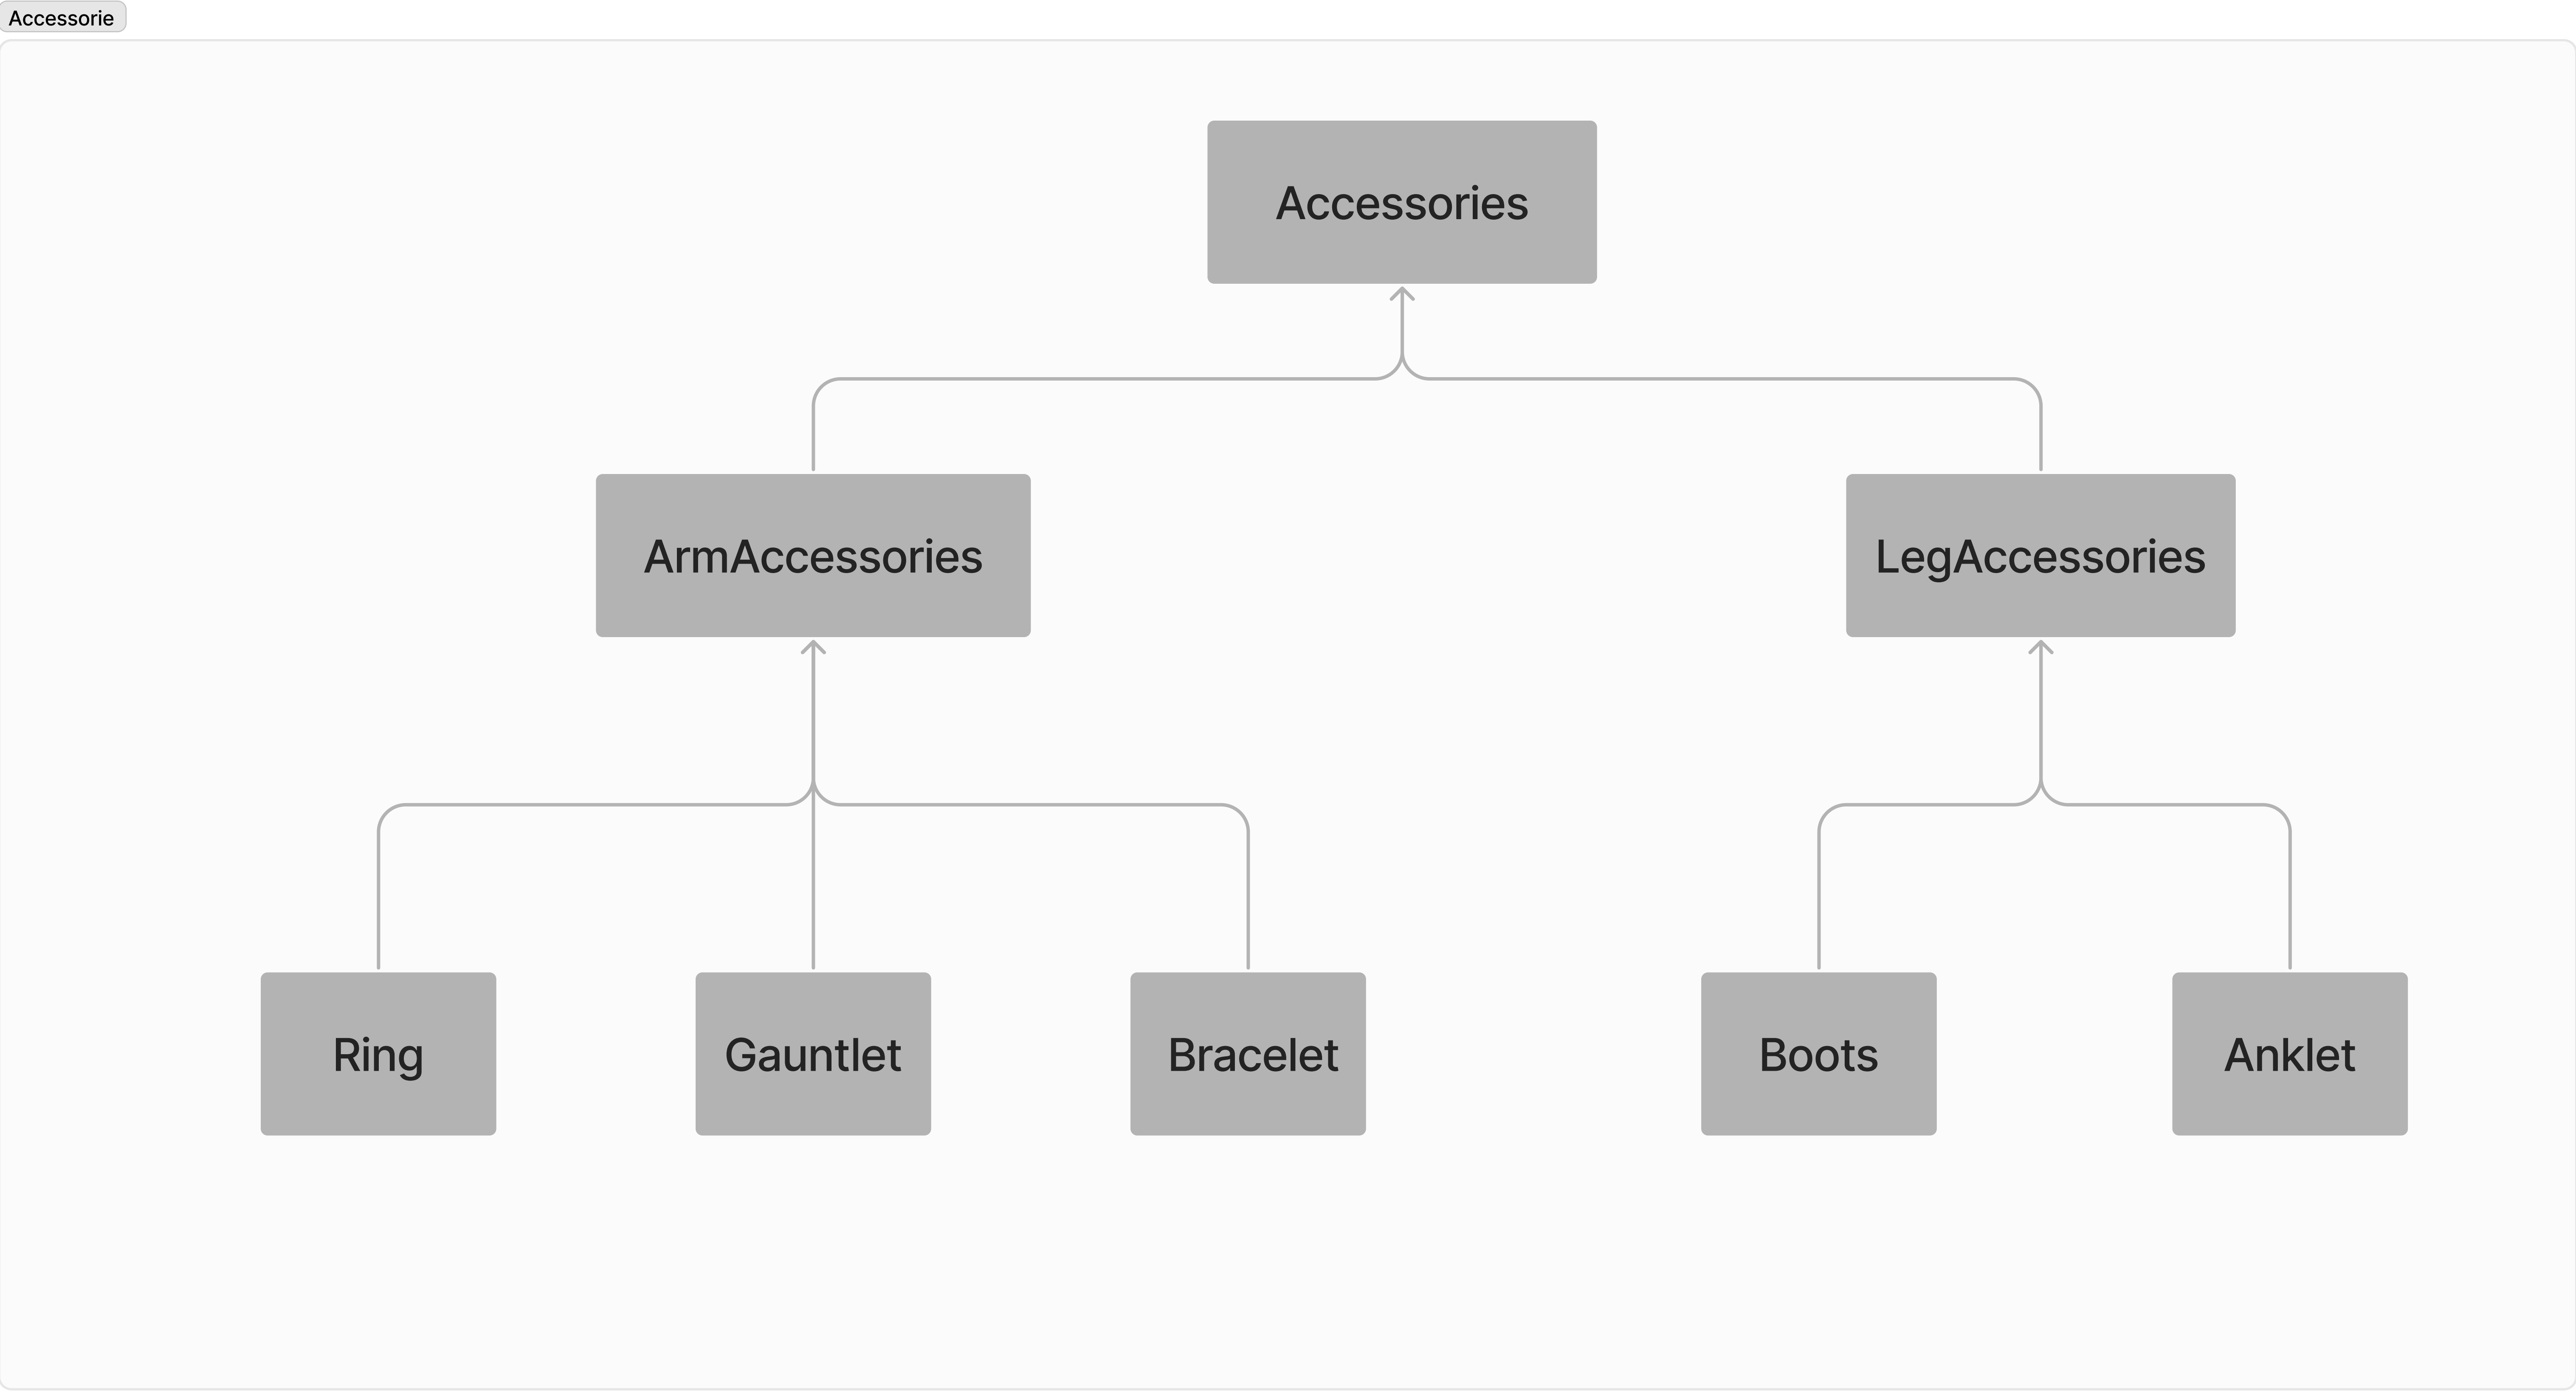 Accessorie
Accessories
ArmAccessories
LegAccessories
Ring
Gauntlet
Bracelet
Boots
Anklet